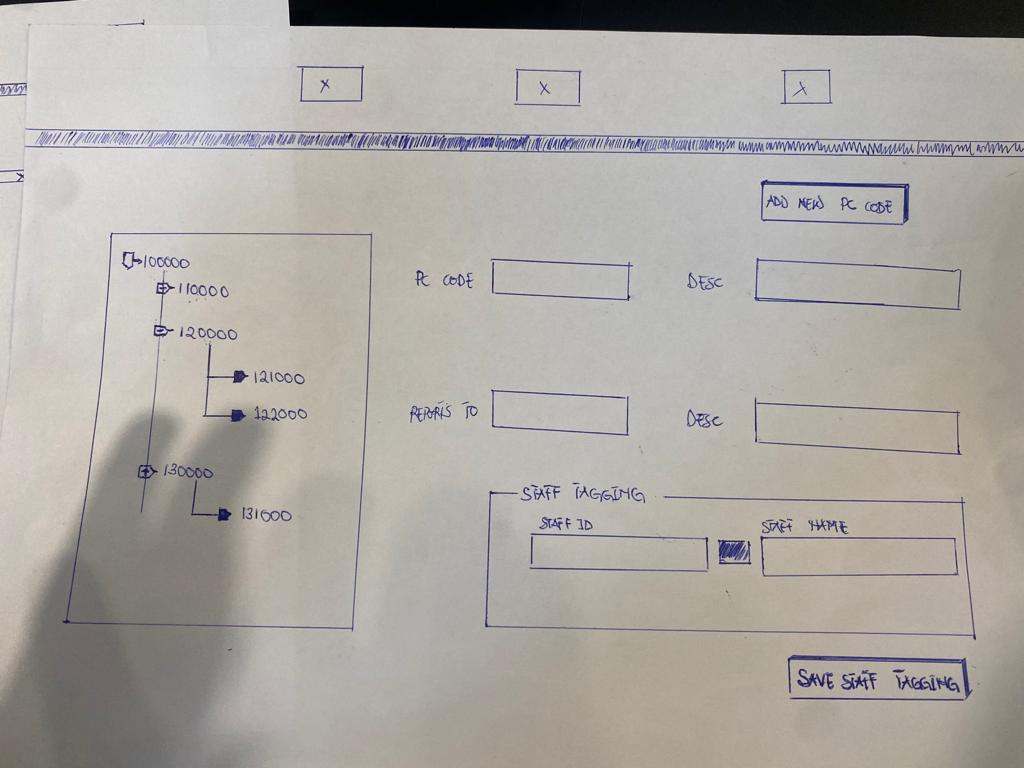 X
X
X
X
ADD NEW PC CODE
100000
110000
120000
121000
122000
130000
131000
PC CODE
DESC
REPORTS TO
DESC
STAFF TAGGING
STAFF ID
STAFF NAME
SAVE STAFF TAGGING